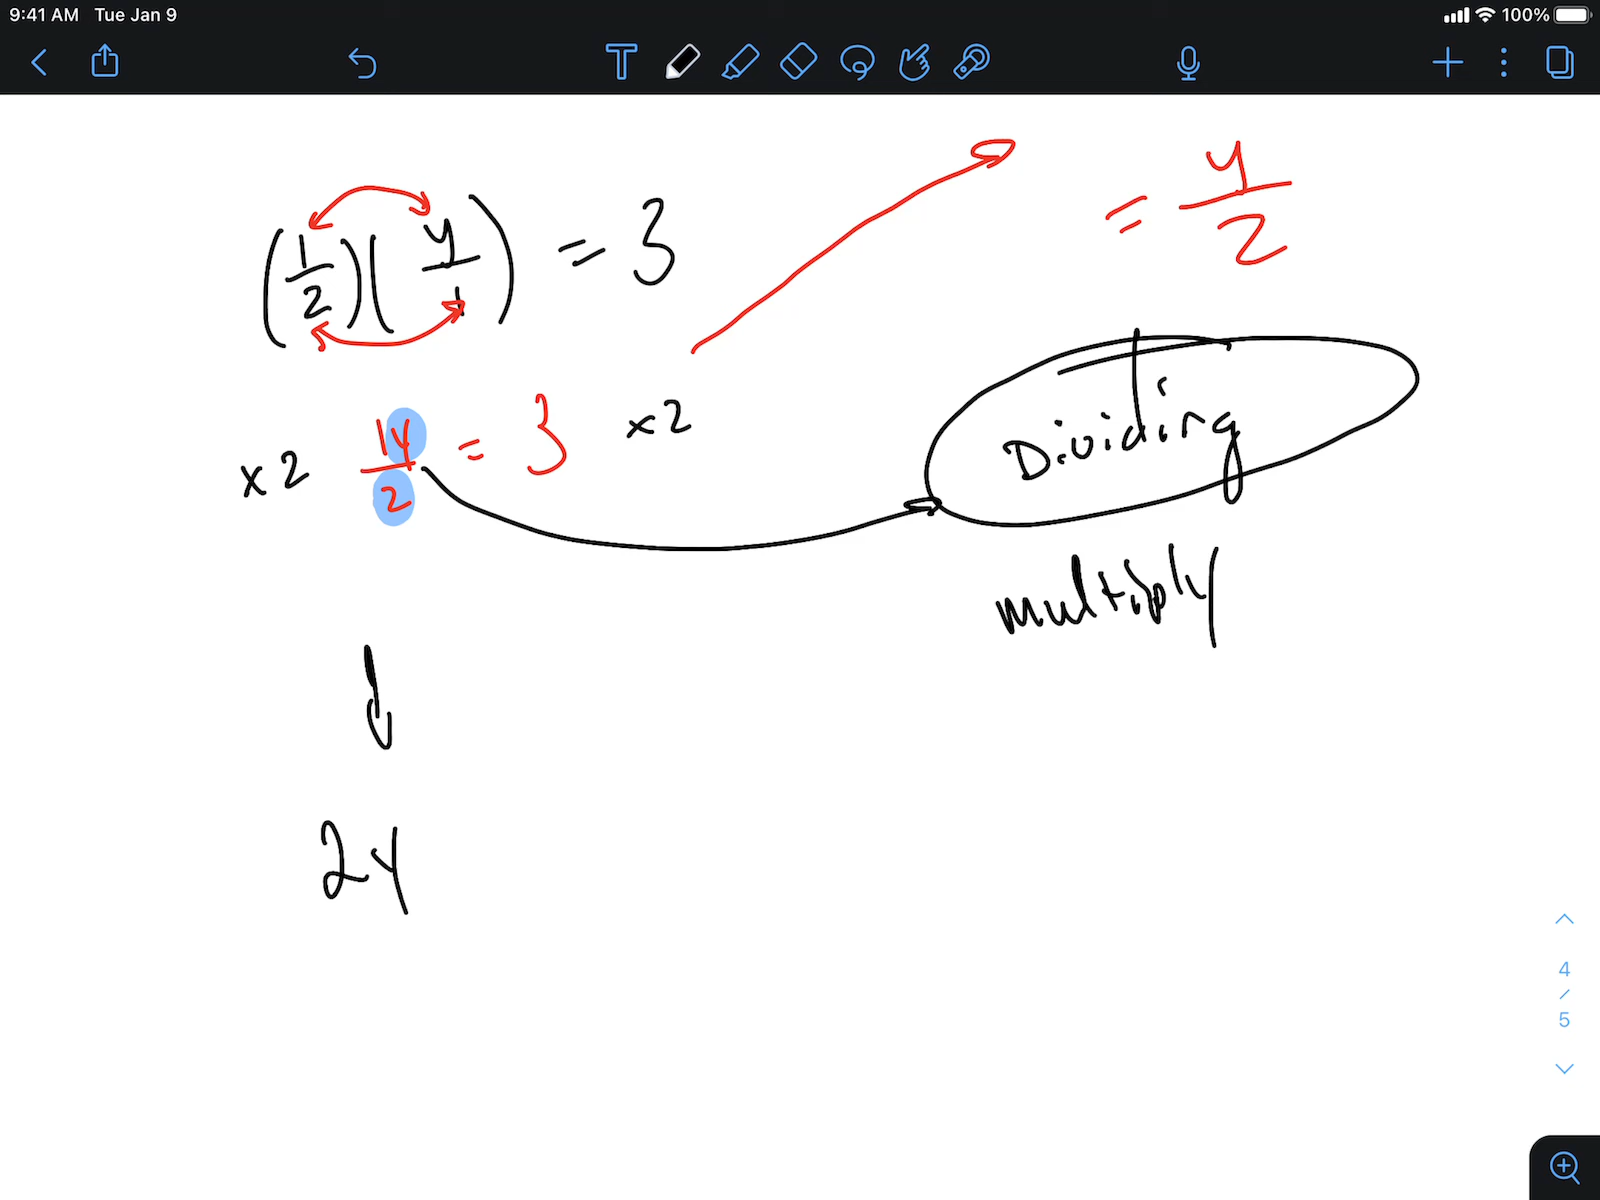 9:41 AM Tue Jan 9 100%
(1/2)(y/1) = 3
= y/2
x2 1y/2 = 3 x2
Dividing
multiply
2y
4
/
5